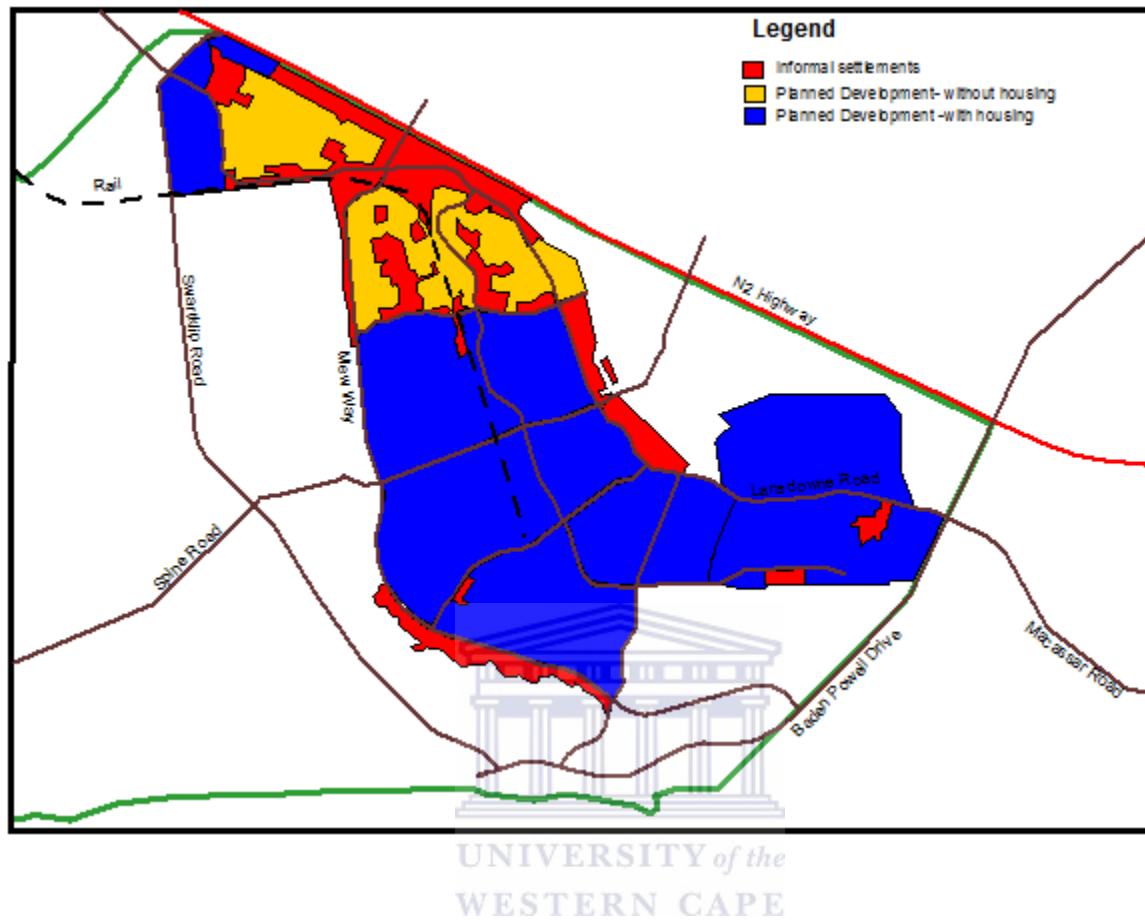 Legend
Informal settlements
Planned Development- without housing
Planned Development -with housing
Rail
N2 Highway
Swartklip Road
Mew Way
Lansdowne Road
Spine Road
Macassar Road
Baden Powell Drive
UNIVERSITY of the
WESTERN CAPE